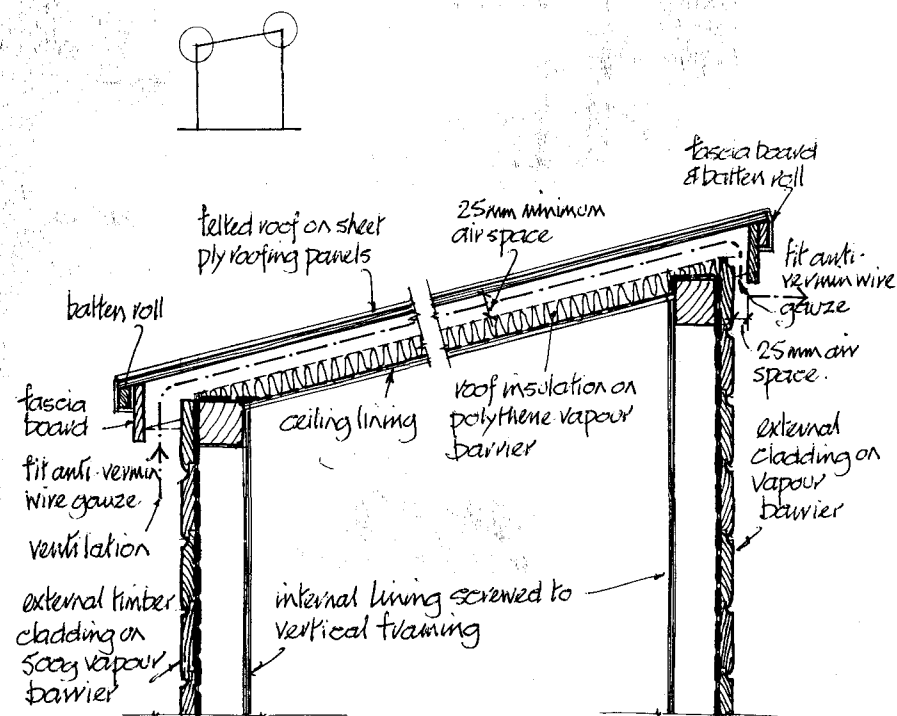 fascia board
& batten roll
felted roof on sheet
ply roofing panels
25mm minimum
air space
fit anti-
vermin wire
gauze
batten roll
25mm air
space.
fascia
board
ceiling lining
roof insulation on
polythene vapour
barrier
external
cladding on
vapour
barrier
fit anti-vermin
wire gauze
ventilation
external timber
cladding on
500g vapour
barrier
internal lining screwed to
vertical framing